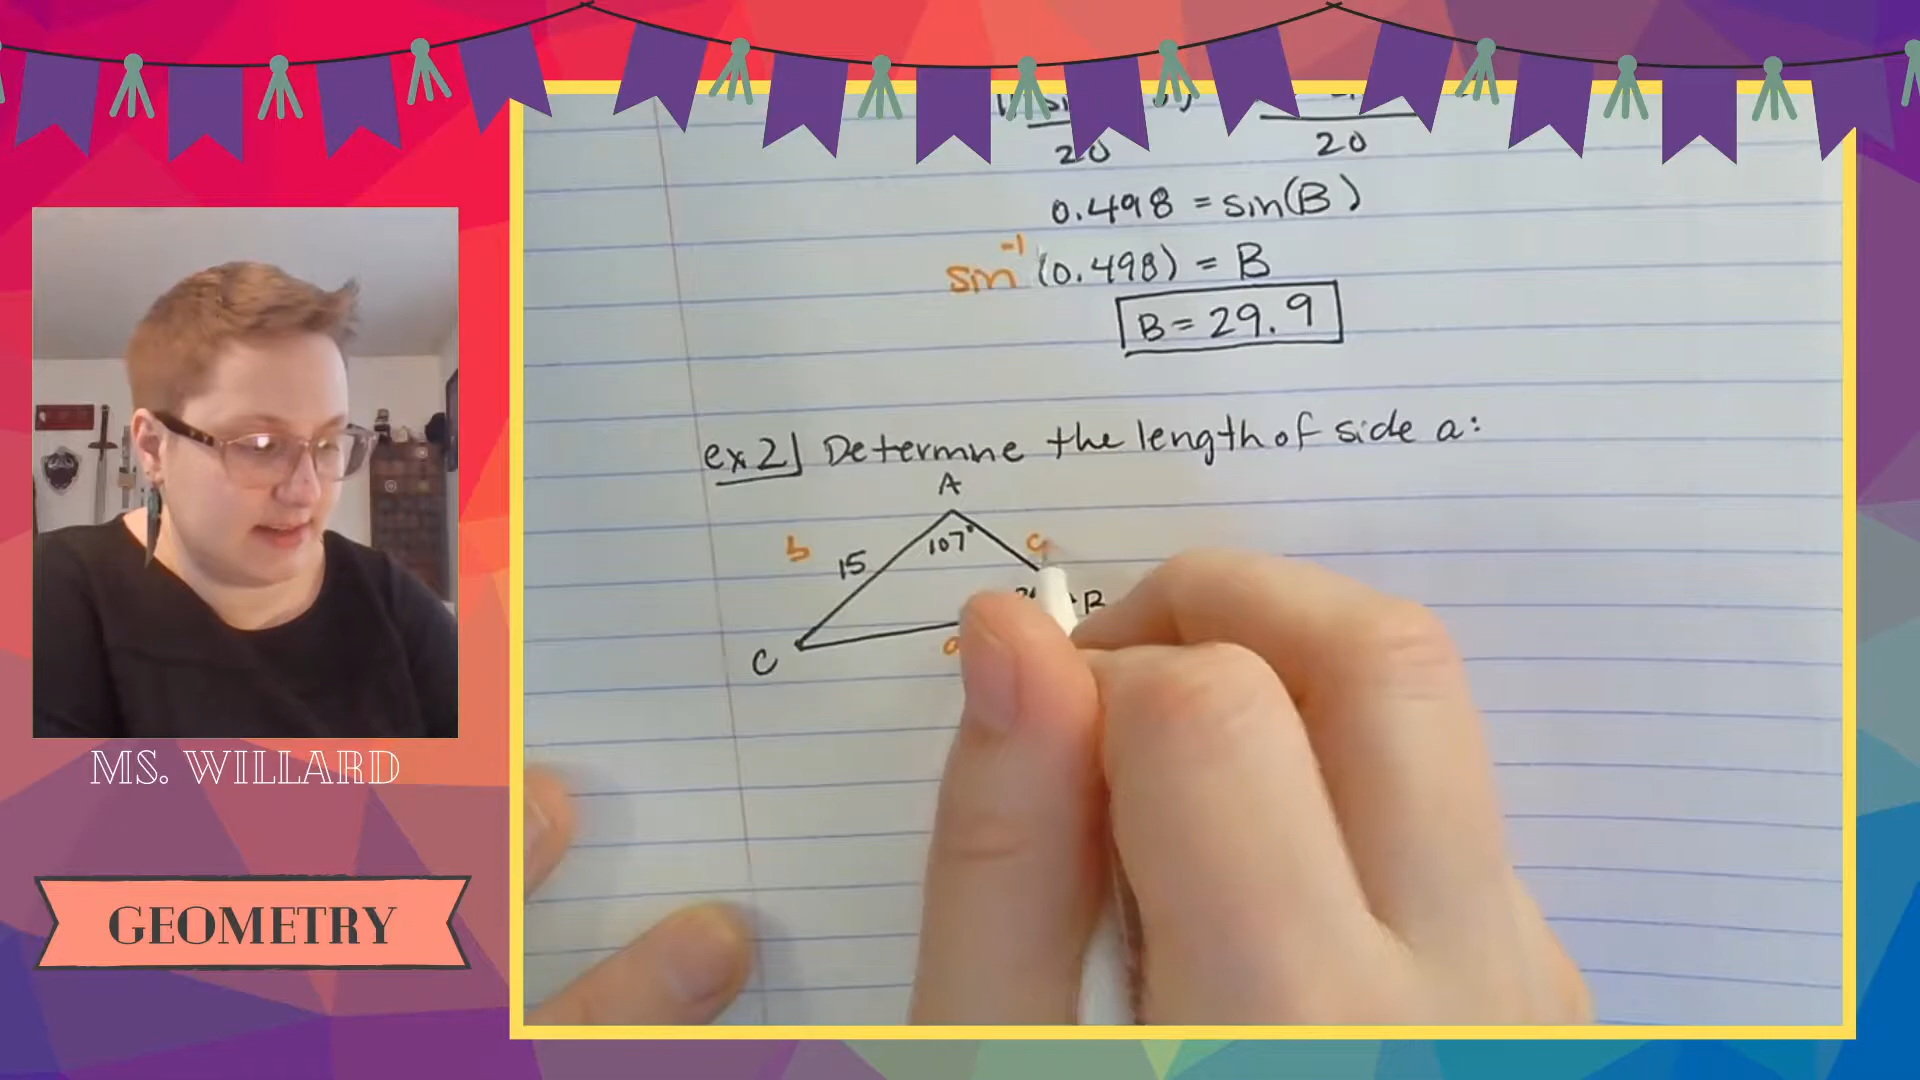 20 20
0.498 = sin(B)
sin⁻¹ (0.498) = B
B = 29.9
ex 2] Determine the length of side a:
A
b 15 107° c
B
C a
MS. WILLARD
GEOMETRY